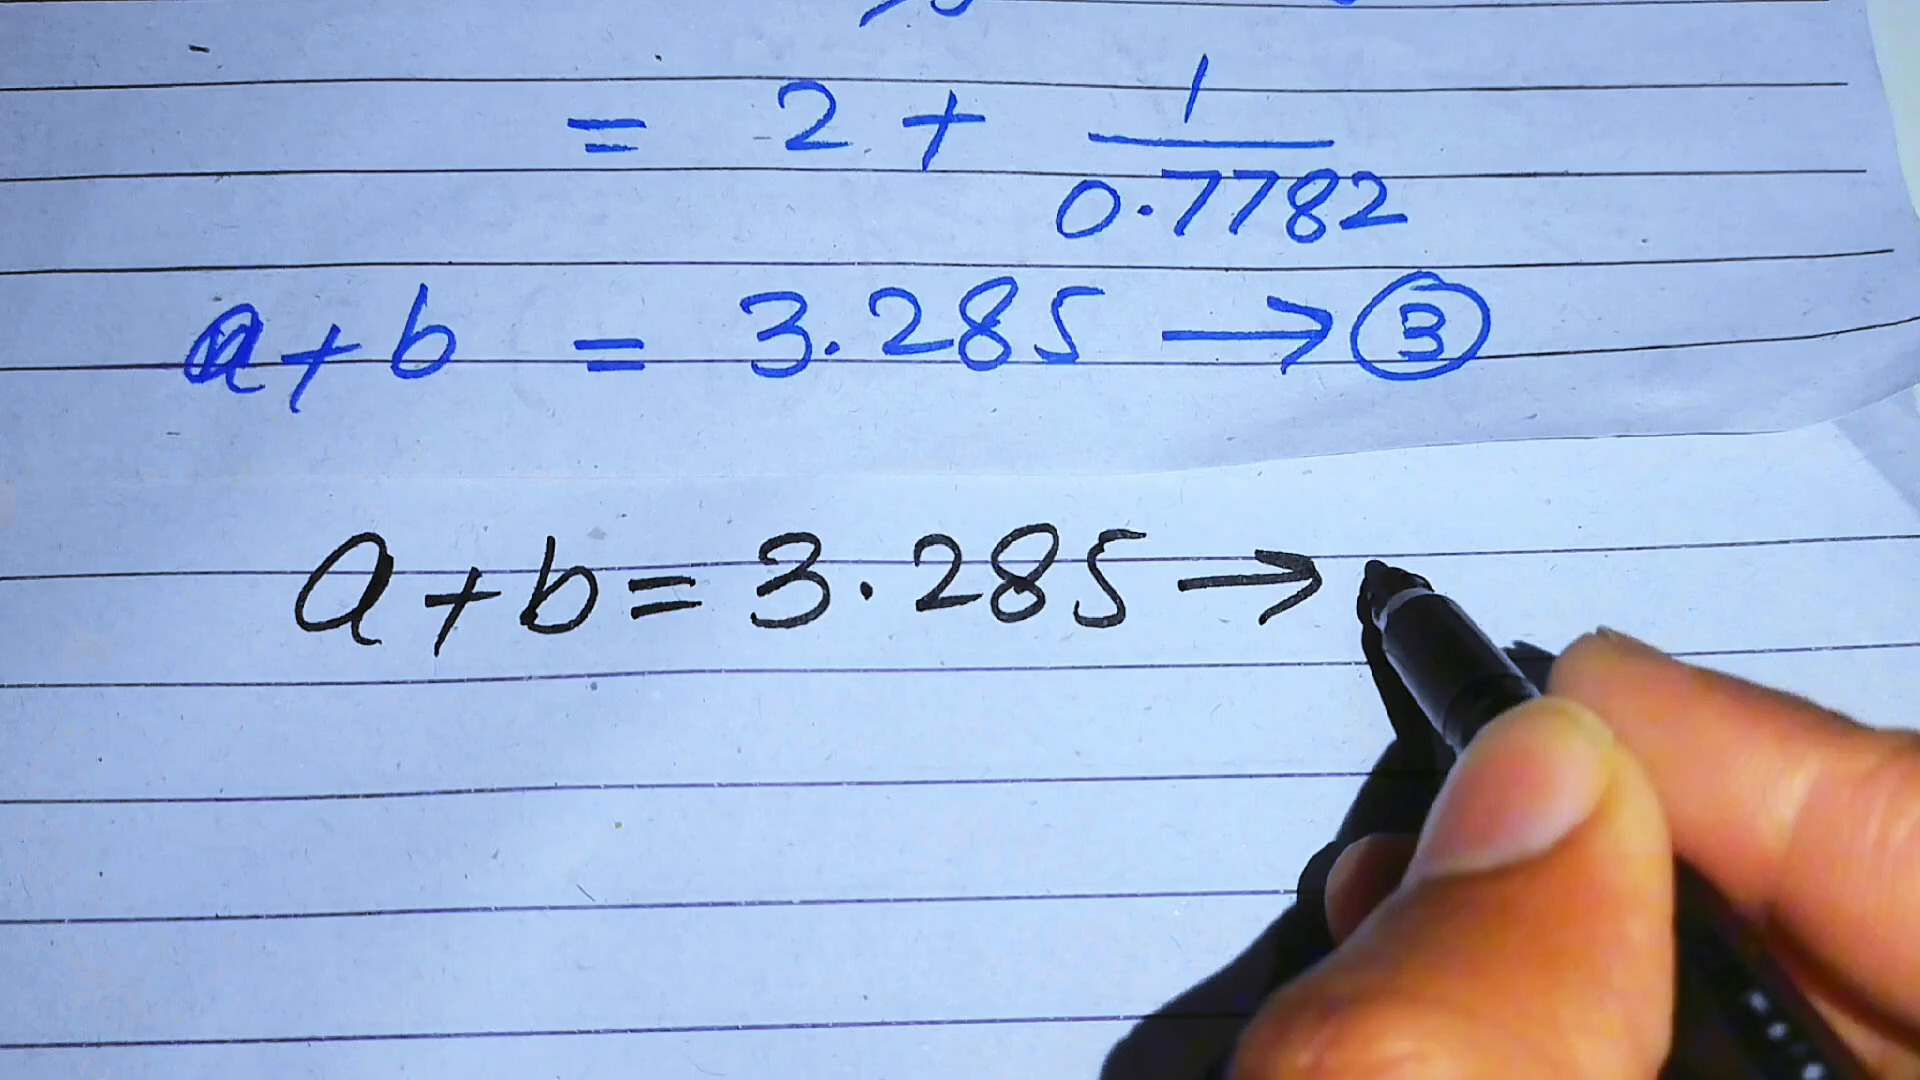 = 2 + 1/0.7782
a+b = 3.285 → ③
a+b = 3.285 →